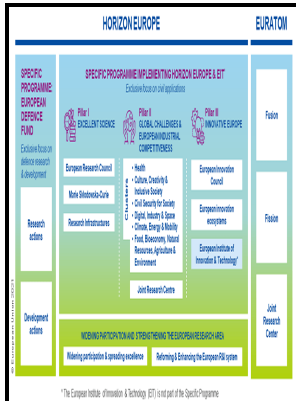 HORIZON EUROPE
EURATOM
SPECIFIC
PROGRAMME:
EUROPEAN
DEFENCE
FUND
Exclusive focus on
defence research
& development
Research
actions
Development
actions
SPECIFIC PROGRAMME IMPLEMENTING HORIZON EUROPE & EIT*
Exclusive focus on civil applications
Pillar I
EXCELLENT SCIENCE
European Research Council
Marie Skłodowska-Curie
Research Infrastructures
Pillar II
GLOBAL CHALLENGES &
EUROPEAN INDUSTRIAL
COMPETITIVENESS
Clusters
• Health
• Culture, Creativity &
Inclusive Society
• Civil Security for Society
• Digital, Industry & Space
• Climate, Energy & Mobility
• Food, Bioeconomy, Natural
Resources, Agriculture &
Environment
Joint Research Centre
Pillar III
INNOVATIVE EUROPE
European Innovation
Council
European innovation
ecosystems
European Institute of
Innovation & Technology*
WIDENING PARTICIPATION AND STRENGTHENING THE EUROPEAN RESEARCH AREA
Widening participation & spreading excellence
Reforming & Enhancing the European R&I system
Fusion
Fission
Joint
Research
Center
© European Union 2021
* The European Institute of Innovation & Technology (EIT) is not part of the Specific Programme